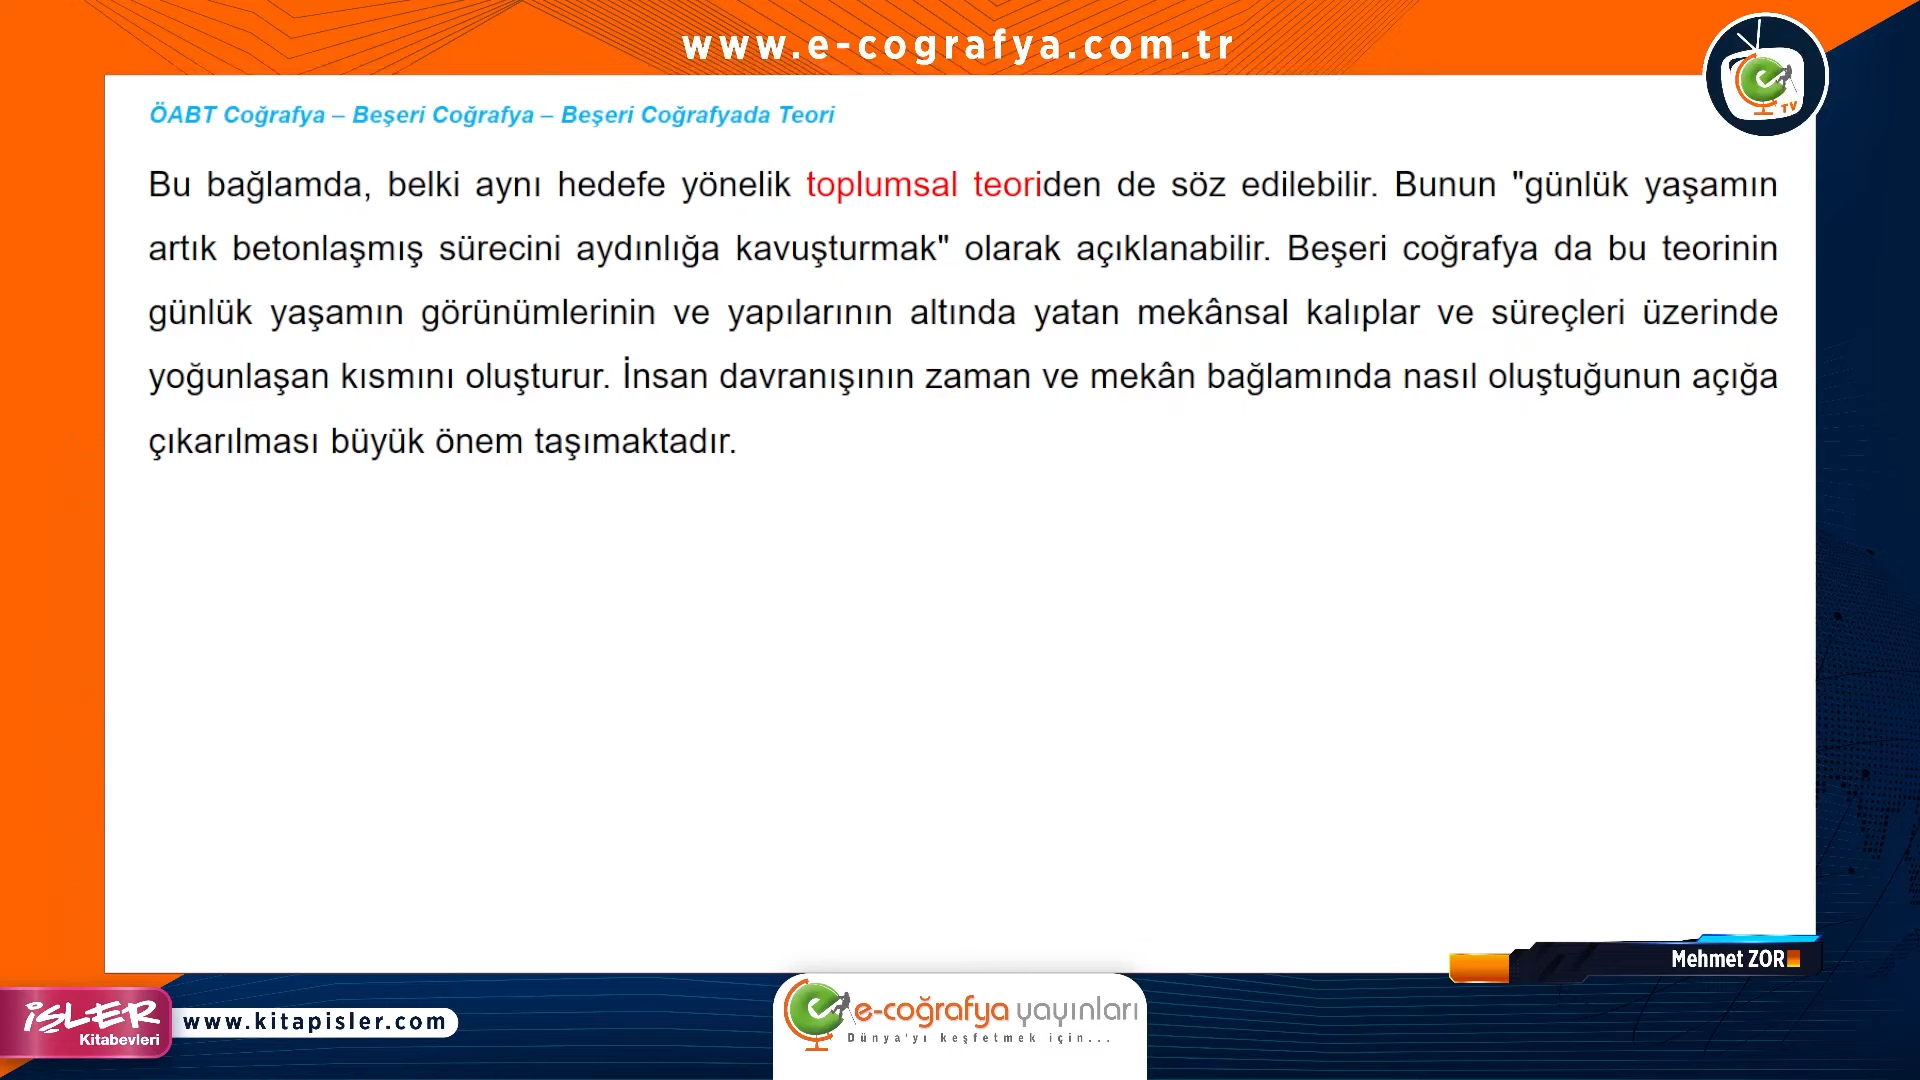 www.e-cografya.com.tr
TV
ÖABT Coğrafya – Beşeri Coğrafya – Beşeri Coğrafyada Teori
Bu bağlamda, belki aynı hedefe yönelik toplumsal teoriden de söz edilebilir. Bunun "günlük yaşamın
artık betonlaşmış sürecini aydınlığa kavuşturmak" olarak açıklanabilir. Beşeri coğrafya da bu teorinin
günlük yaşamın görünümlerinin ve yapılarının altında yatan mekânsal kalıplar ve süreçleri üzerinde
yoğunlaşan kısmını oluşturur. İnsan davranışının zaman ve mekân bağlamında nasıl oluştuğunun açığa
çıkarılması büyük önem taşımaktadır.
Mehmet ZOR
İŞLER
Kitabevleri
www.kitapisler.com
e-coğrafya yayınları
Dünya'yı keşfetmek için...